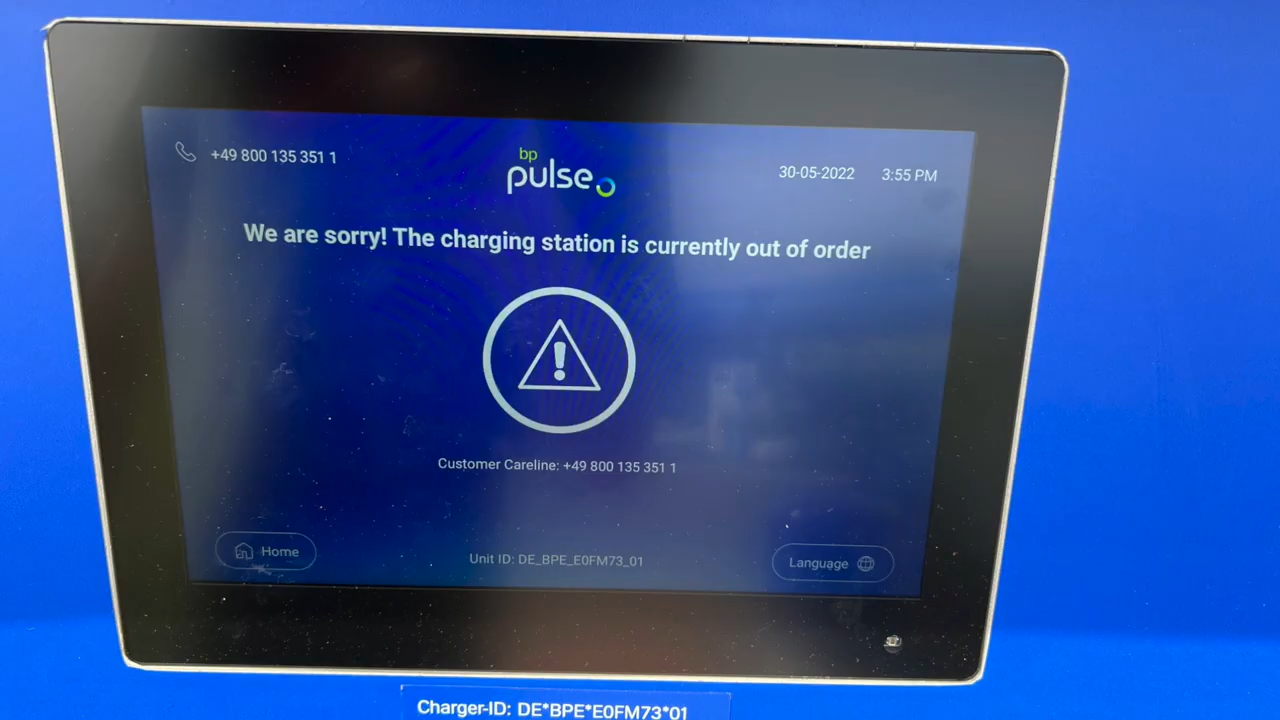 +49 800 135 351 1
bp
pulse
30-05-2022 3:55 PM
We are sorry! The charging station is currently out of order
Customer Careline: +49 800 135 351 1
Home
Unit ID: DE_BPE_E0FM73_01
Language
Charger-ID: DE*BPE*E0FM73*01